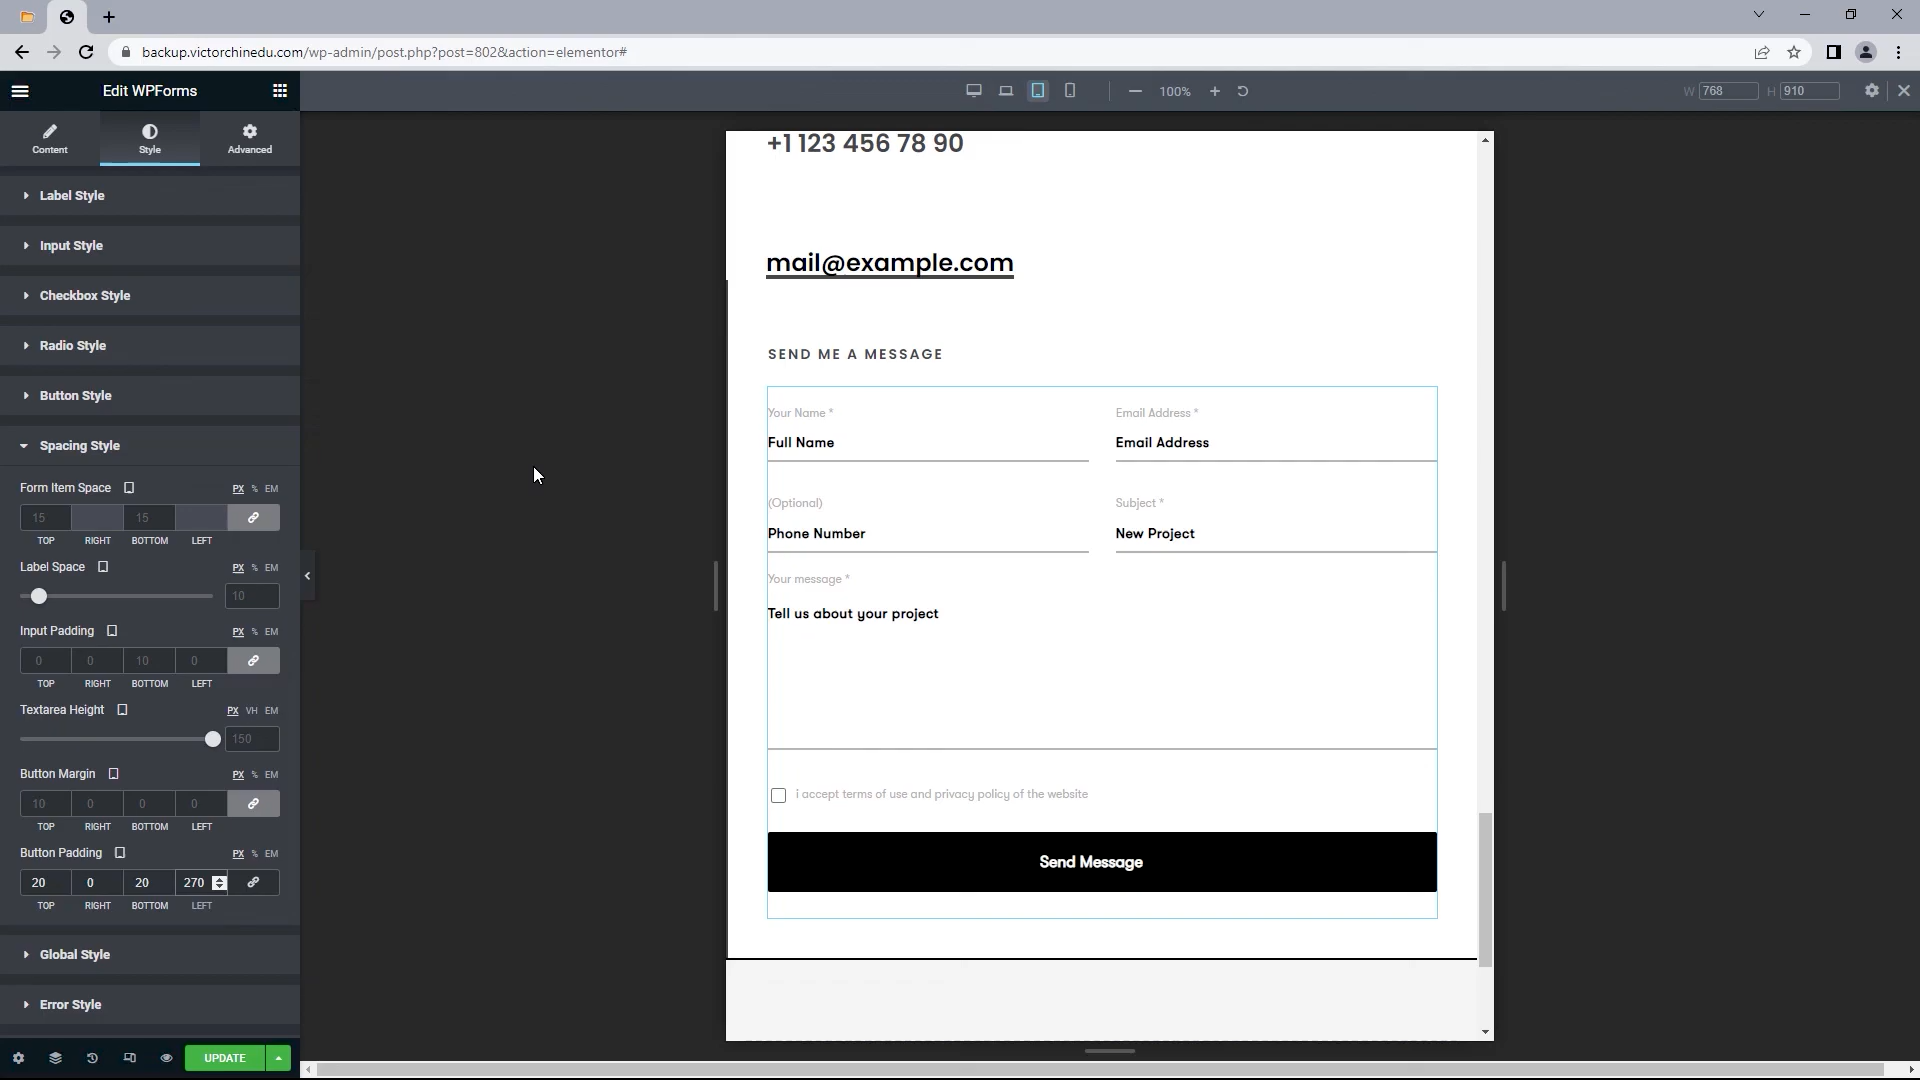 backup.victorchinedu.com/wp-admin/post.php?post=802&action=elementor#
Edit WPForms
100%
W 768 H 910
Content Style Advanced
Label Style
Input Style
Checkbox Style
Radio Style
Button Style
Spacing Style
Form Item Space PX % EM
15 15
TOP RIGHT BOTTOM LEFT
Label Space PX % EM
10
Input Padding PX % EM
0 0 10 0
TOP RIGHT BOTTOM LEFT
Textarea Height PX VH EM
150
Button Margin PX % EM
10 0 0 0
TOP RIGHT BOTTOM LEFT
Button Padding PX % EM
20 0 20 270
TOP RIGHT BOTTOM LEFT
Global Style
Error Style
UPDATE
+1 123 456 78 90
mail@example.com
SEND ME A MESSAGE
Your Name * Email Address *
Full Name Email Address
(Optional) Subject *
Phone Number New Project
Your message *
Tell us about your project
i accept terms of use and privacy policy of the website
Send Message